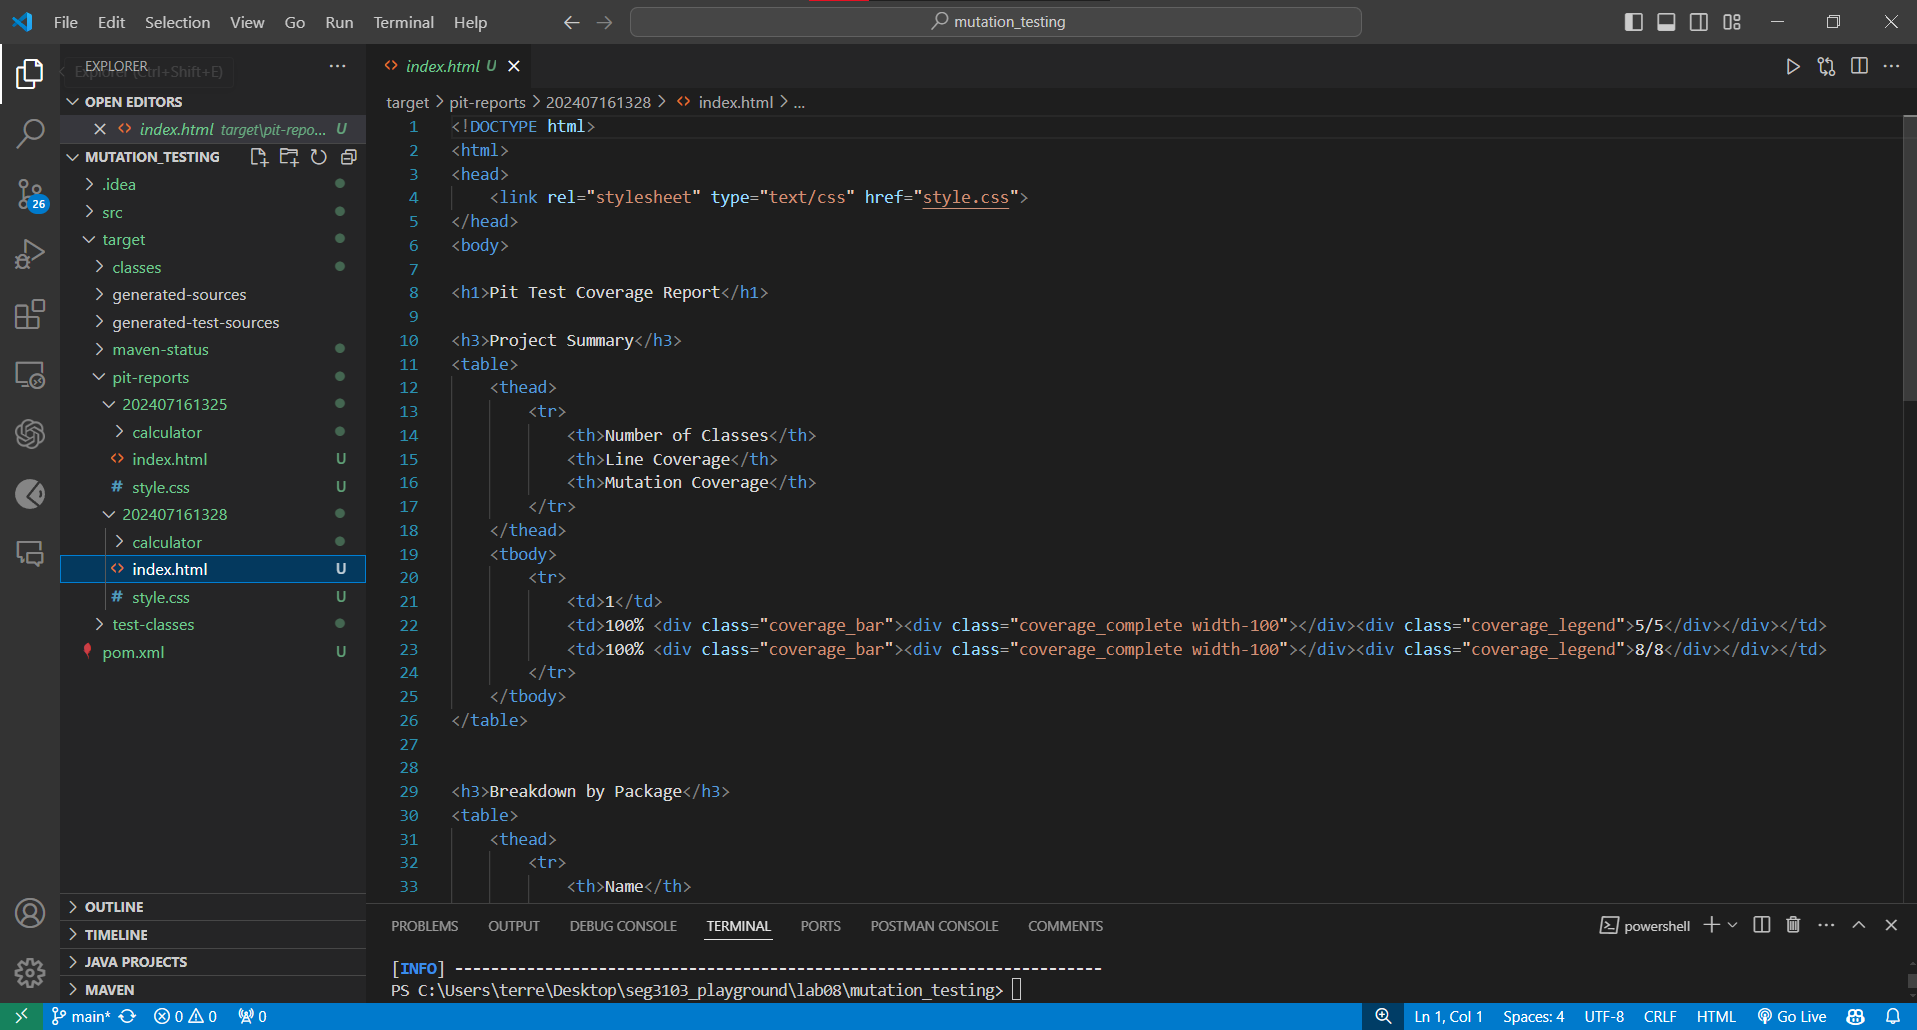 File Edit Selection View Go Run Terminal Help
mutation_testing
EXPLORER
Explorer (Ctrl+Shift+E)
OPEN EDITORS
index.html target\pit-repo... U
MUTATION_TESTING
.idea
src
target
classes
generated-sources
generated-test-sources
maven-status
pit-reports
202407161325
calculator
index.html U
# style.css U
202407161328
calculator
index.html U
# style.css U
test-classes
pom.xml U
OUTLINE
TIMELINE
JAVA PROJECTS
MAVEN
26
index.html U
target > pit-reports > 202407161328 > index.html > ...
1 <!DOCTYPE html>
2 <html>
3 <head>
4 <link rel="stylesheet" type="text/css" href="style.css">
5 </head>
6 <body>
7
8 <h1>Pit Test Coverage Report</h1>
9
10 <h3>Project Summary</h3>
11 <table>
12 <thead>
13 <tr>
14 <th>Number of Classes</th>
15 <th>Line Coverage</th>
16 <th>Mutation Coverage</th>
17 </tr>
18 </thead>
19 <tbody>
20 <tr>
21 <td>1</td>
22 <td>100% <div class="coverage_bar"><div class="coverage_complete width-100"></div><div class="coverage_legend">5/5</div></div></td>
23 <td>100% <div class="coverage_bar"><div class="coverage_complete width-100"></div><div class="coverage_legend">8/8</div></div></td>
24 </tr>
25 </tbody>
26 </table>
27
28
29 <h3>Breakdown by Package</h3>
30 <table>
31 <thead>
32 <tr>
33 <th>Name</th>
PROBLEMS OUTPUT DEBUG CONSOLE TERMINAL PORTS POSTMAN CONSOLE COMMENTS
powershell
[INFO] ------------------------------------------------------------------------
PS C:\Users\terre\Desktop\seg3103_playground\lab08\mutation_testing>
main* 0 0 0 Ln 1, Col 1 Spaces: 4 UTF-8 CRLF HTML Go Live